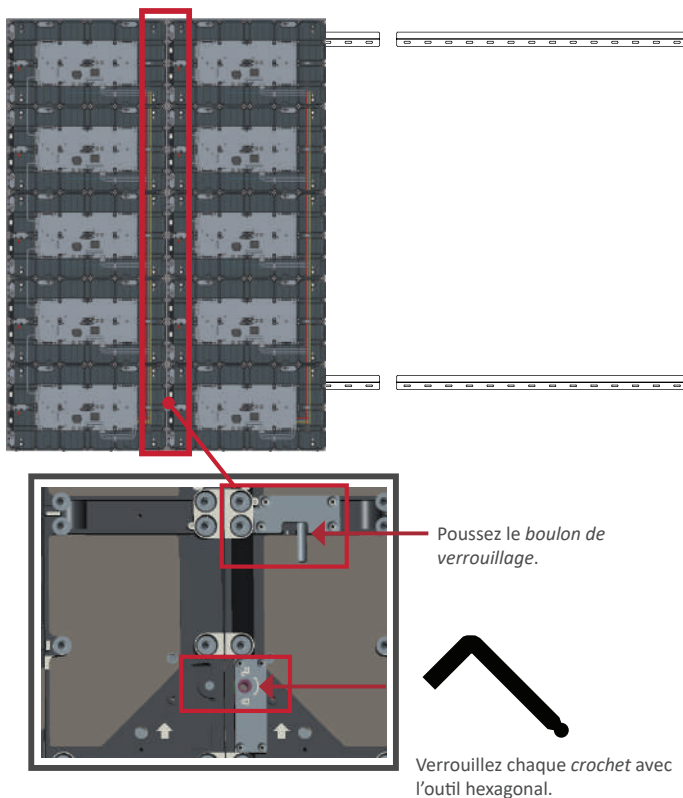 Poussez le boulon de
verrouillage.
Verrouillez chaque crochet avec
l'outil hexagonal.